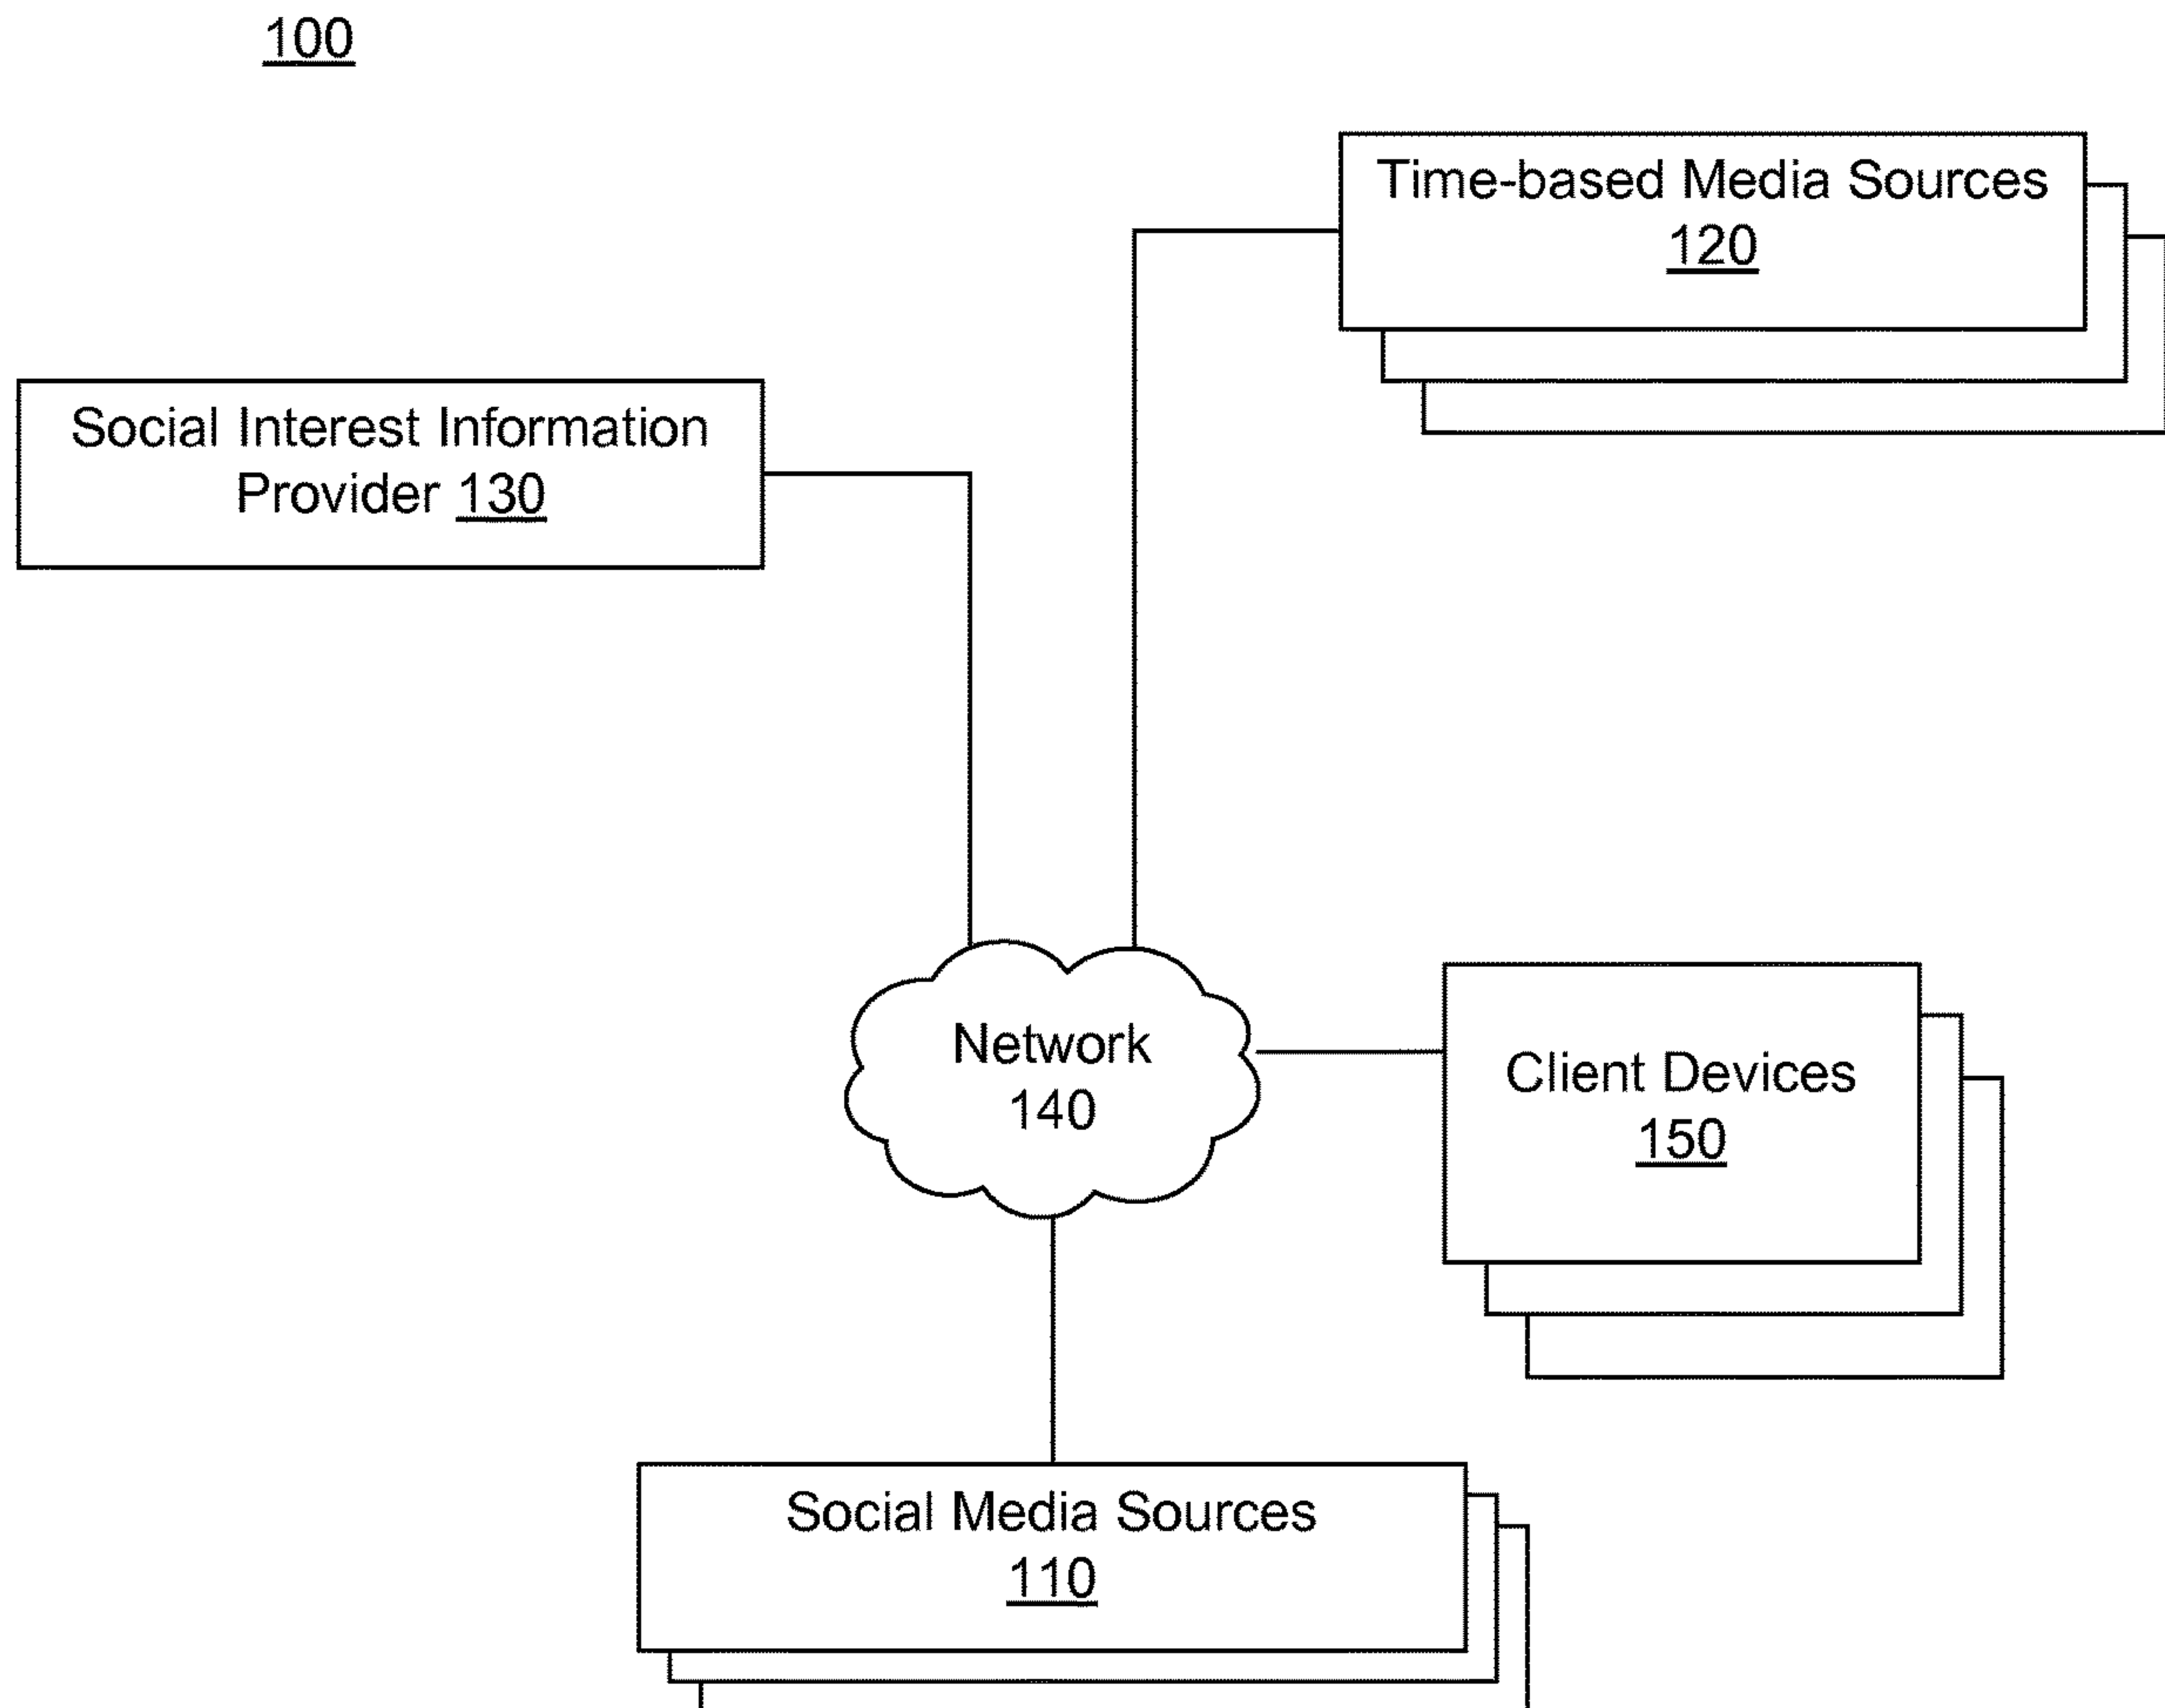 100
Time-based Media Sources
120
Social Interest Information
Provider 130
Network
140
Client Devices
150
Social Media Sources
110